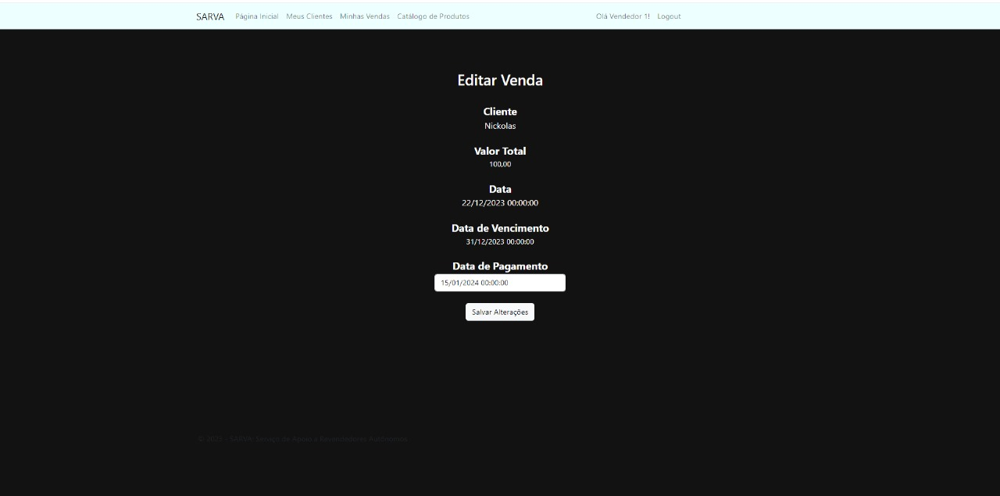 SARVA Página Inicial Meus Clientes Minhas Vendas Catálogo de Produtos Olá Vendedor 1! Logout
Editar Venda
Cliente
Nickolas
Valor Total
100,00
Data
22/12/2023 00:00:00
Data de Vencimento
31/12/2023 00:00:00
Data de Pagamento
15/01/2024 00:00:00
Salvar Alterações
© 2023 - SARVA: Serviço de Apoio a Revendedores Autônomos